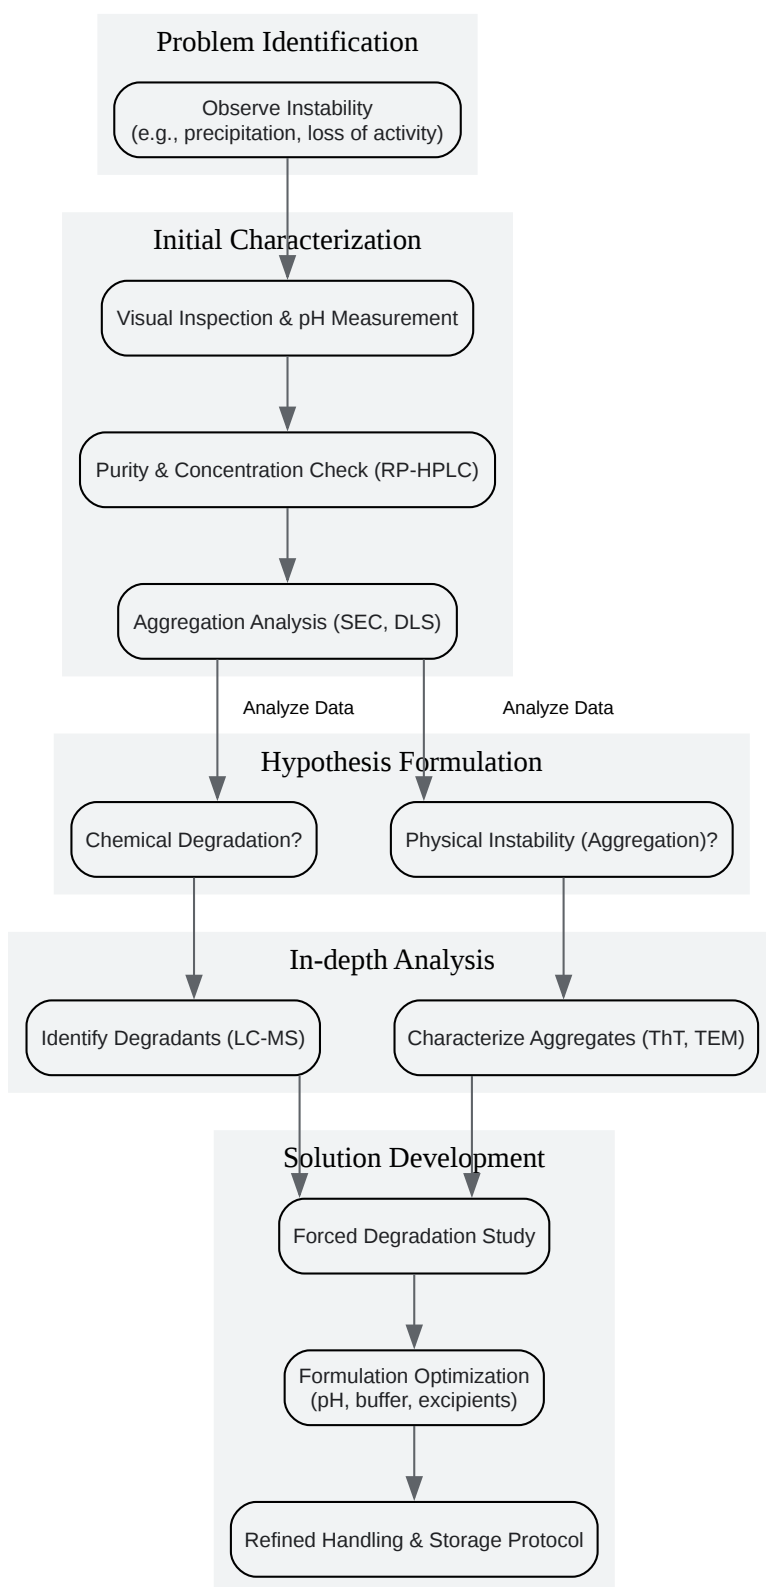 Problem Identification
Observe Instability
(e.g., precipitation, loss of activity)
Initial Characterization
Visual Inspection & pH Measurement
Purity & Concentration Check (RP-HPLC)
Aggregation Analysis (SEC, DLS)
Analyze Data
Analyze Data
Hypothesis Formulation
Chemical Degradation?
Physical Instability (Aggregation)?
In-depth Analysis
Identify Degradants (LC-MS)
Characterize Aggregates (ThT, TEM)
Solution Development
Forced Degradation Study
Formulation Optimization
(pH, buffer, excipients)
Refined Handling & Storage Protocol